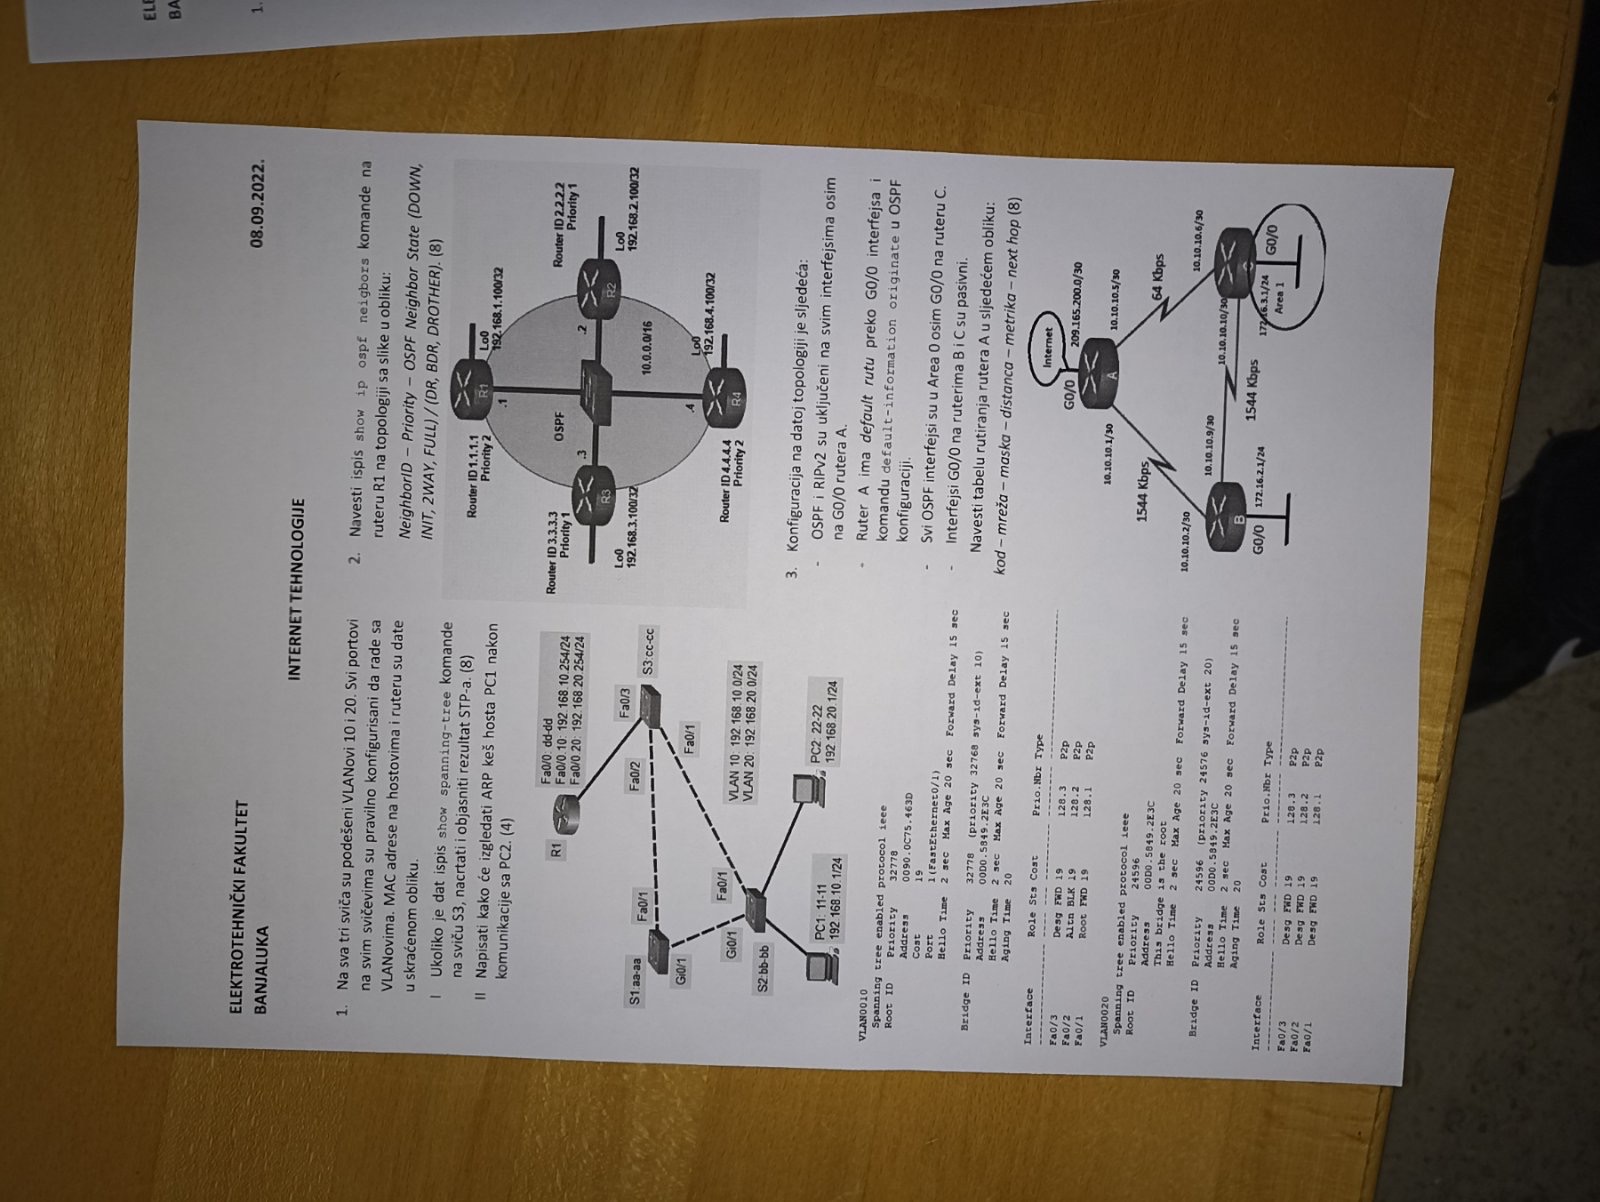 ELEKTROTEHNIČKI FAKULTET
BANJALUKA
08.09.2022.
INTERNET TEHNOLOGIJE
1. Na sva tri sviča su podešeni VLANovi 10 i 20. Svi portovi
na svim svičevima su pravilno konfigurisani da rade sa
VLANovima. MAC adrese na hostovima i ruteru su date
u skraćenom obliku.
I Ukoliko je dat ispis show spanning-tree komande
na sviču S3, nacrtati i objasniti rezultat STP-a. (8)
II Napisati kako će izgledati ARP keš hosta PC1 nakon
komunikacije sa PC2. (4)
R1
Fa0/0: dd-dd
Fa0/0.10: 192.168.10.254/24
Fa0/0.20: 192.168.20.254/24
S1:aa-aa
Fa0/1
Fa0/2
Fa0/3
S3:cc-cc
Gi0/1
Fa0/1
Gi0/1
Fa0/1
S2:bb-bb
VLAN 10: 192.168.10.0/24
VLAN 20: 192.168.20.0/24
PC1: 11-11
192.168.10.1/24
PC2: 22-22
192.168.20.1/24
VLAN0010
Spanning tree enabled protocol ieee
Root ID Priority 32778
Address 0090.0C75.463D
Cost 19
Port 1(FastEthernet0/1)
Hello Time 2 sec Max Age 20 sec Forward Delay 15 sec
Bridge ID Priority 32778 (priority 32768 sys-id-ext 10)
Address 00D0.5849.2E3C
Hello Time 2 sec Max Age 20 sec Forward Delay 15 sec
Aging Time 20
Interface Role Sts Cost Prio.Nbr Type
---------------- ---- --- --------- -------- --------------------------------
Fa0/3 Desg FWD 19 128.3 P2p
Fa0/2 Altn BLK 19 128.2 P2p
Fa0/1 Root FWD 19 128.1 P2p
VLAN0020
Spanning tree enabled protocol ieee
Root ID Priority 24596
Address 00D0.5849.2E3C
This bridge is the root
Hello Time 2 sec Max Age 20 sec Forward Delay 15 sec
Bridge ID Priority 24596 (priority 24576 sys-id-ext 20)
Address 00D0.5849.2E3C
Hello Time 2 sec Max Age 20 sec Forward Delay 15 sec
Aging Time 20
Interface Role Sts Cost Prio.Nbr Type
---------------- ---- --- --------- -------- --------------------------------
Fa0/3 Desg FWD 19 128.3 P2p
Fa0/2 Desg FWD 19 128.2 P2p
Fa0/1 Desg FWD 19 128.1 P2p
2. Navesti ispis show ip ospf neigbors komande na
ruteru R1 na topologiji sa slike u obliku:
NeighborID – Priority – OSPF Neighbor State (DOWN,
INIT, 2WAY, FULL) / (DR, BDR, DROTHER). (8)
Router ID 1.1.1.1
Priority 2
R1
Lo0
192.168.1.100/32
.1
Router ID 3.3.3.3
Priority 1
OSPF
Router ID 2.2.2.2
Priority 1
.3
.2
R3
R2
Lo0
192.168.3.100/32
Lo0
192.168.2.100/32
10.0.0.0/16
.4
Lo0
192.168.4.100/32
Router ID 4.4.4.4
Priority 2
R4
3. Konfiguracija na datoj topologiji je sljedeća:
- OSPF i RIPv2 su uključeni na svim interfejsima osim
na G0/0 rutera A.
- Ruter A ima default rutu preko G0/0 interfejsa i
komandu default-information originate u OSPF
konfiguraciji.
- Svi OSPF interfejsi su u Area 0 osim G0/0 na ruteru C.
- Interfejsi G0/0 na ruterima B i C su pasivni.
Navesti tabelu rutiranja rutera A u sljedećem obliku:
kod – mreža – maska – distanca – metrika – next hop (8)
Internet
G0/0
209.165.200.0/30
A
10.10.10.1/30
10.10.10.5/30
1544 Kbps
64 Kbps
10.10.10.2/30
10.10.10.6/30
10.10.10.9/30
10.10.10.10/30
B
C
G0/0
172.16.2.1/24
1544 Kbps
172.16.3.1/24
G0/0
Area 1
ELE
BA
1.